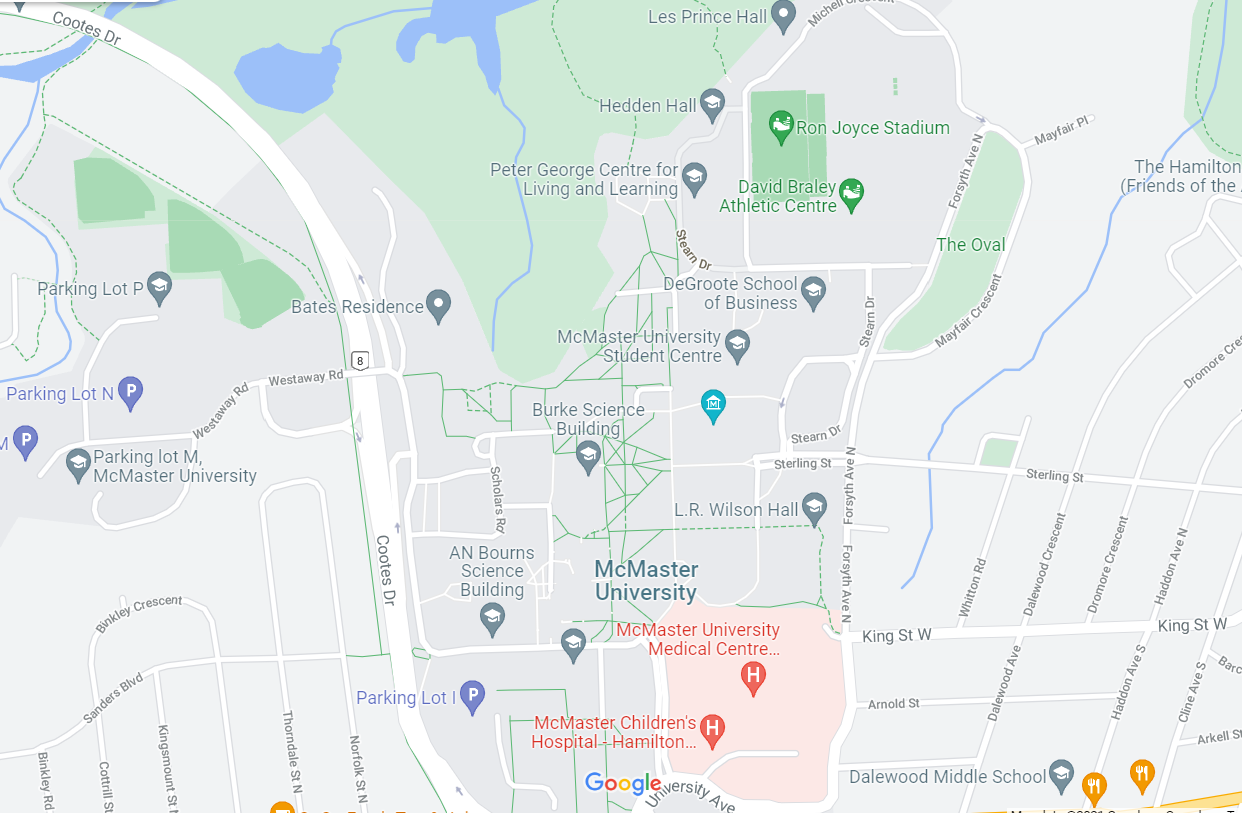 Les Prince Hall
Michell Crescent
Cootes Dr
Hedden Hall
Ron Joyce Stadium
Mayfair Pl
Forsyth Ave N
Peter George Centre for
Living and Learning
David Braley
Athletic Centre
The Hamilton
(Friends of the
Stearn Dr
The Oval
DeGroote School
of Business
Parking Lot P
Bates Residence
Stearn Dr
Mayfair Crescent
McMaster University
Student Centre
8
Dromore Cre
Westaway Rd
Parking Lot N
P
Westaway Rd
M
Burke Science
Building
Stearn Dr
M
P
Parking lot M,
McMaster University
Sterling St
Forsyth Ave N
Sterling St
Scholars Rd
L.R. Wilson Hall
Cootes Dr
AN Bourns
Science
Building
McMaster
University
Forsyth Ave N
Whitton Rd
Dalewood Crescent
Dromore Crescent
Haddon Ave N
Binkley Crescent
McMaster University
Medical Centre...
H
King St W
King St W
Sanders Blvd
Parking Lot I
P
Dalewood Ave
Haddon Ave S
Cline Ave S
Barc
Arnold St
McMaster Children's
Hospital - Hamilton...
H
Arkell S
Binkley Rd
Cottrill St
Kingsmount St N
Thorndale St N
Norfolk St N
Google
University Ave
Dalewood Middle School